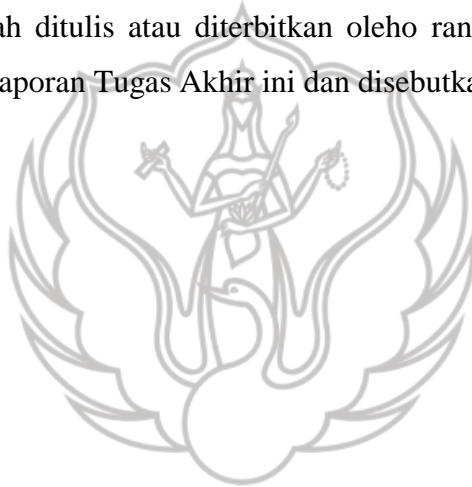 ah ditulis atau diterbitkan oleho ran
aporan Tugas Akhir ini dan disebutka